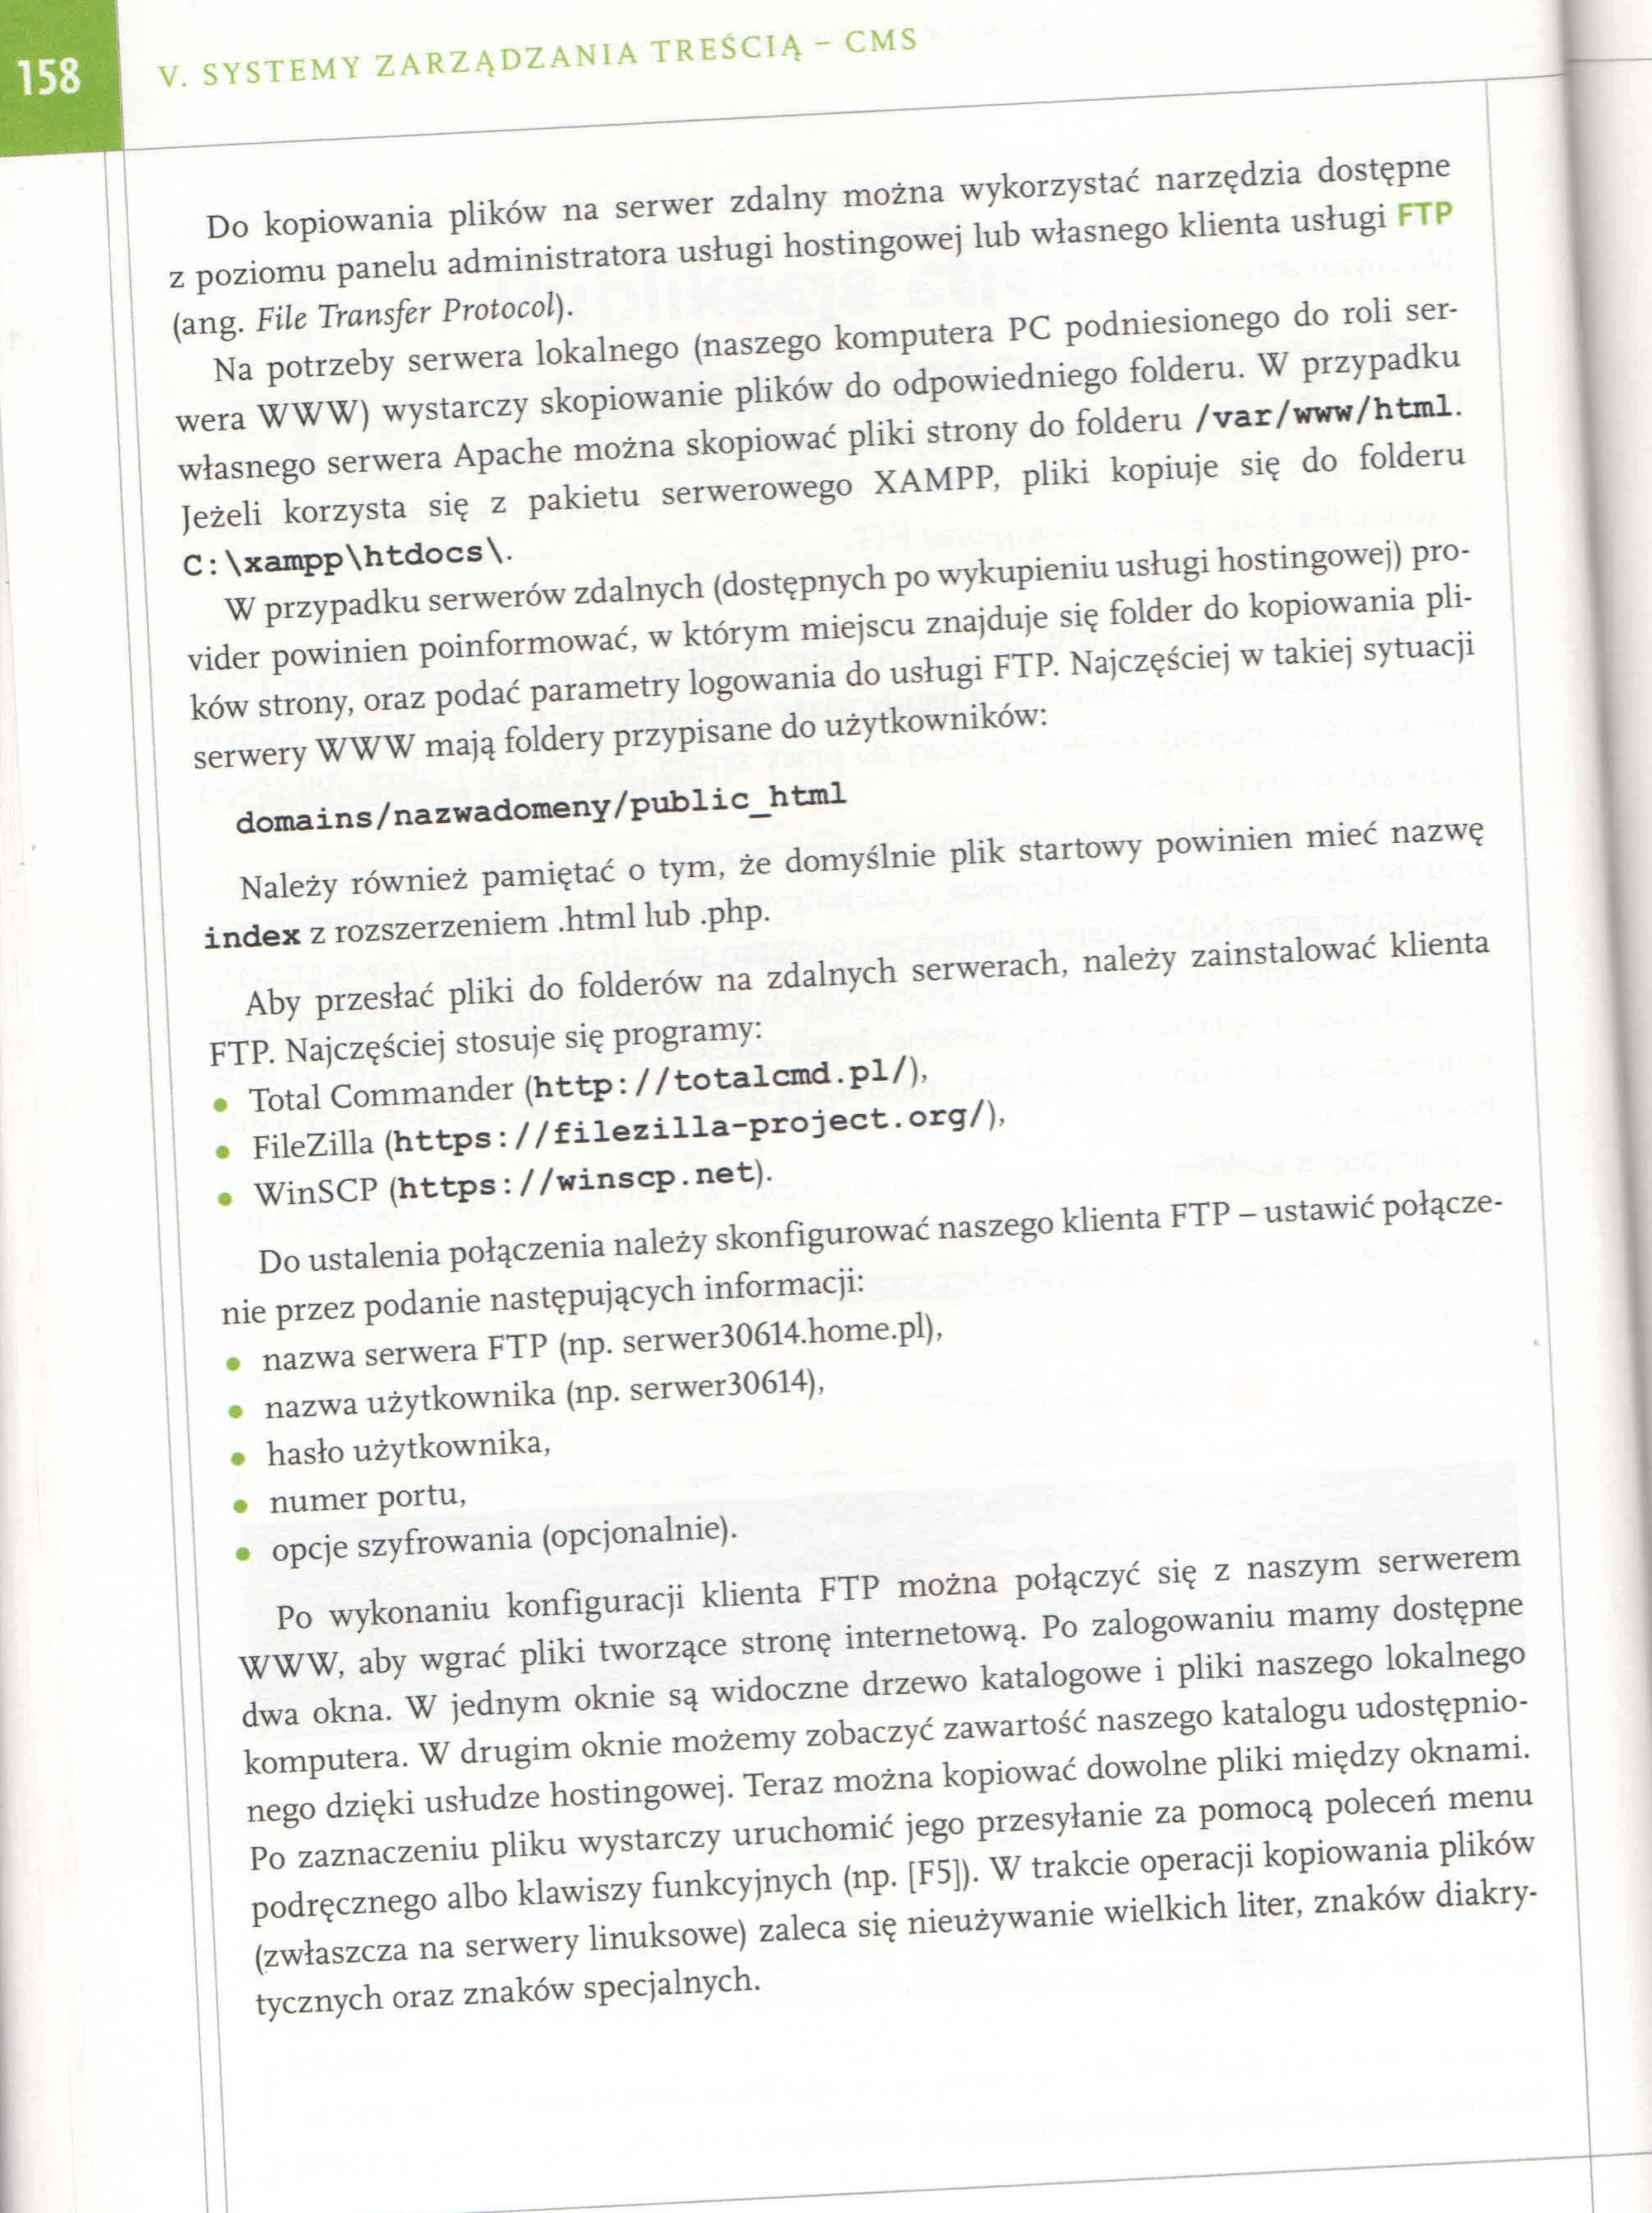 158
V. SYSTEMY ZARZĄDZANIA TREŚCIĄ – CMS
Do kopiowania plików na serwer zdalny można wykorzystać narzędzia dostępne
z poziomu panelu administratora usługi hostingowej lub własnego klienta usługi FTP
(ang. File Transfer Protocol).
Na potrzeby serwera lokalnego (naszego komputera PC podniesionego do roli ser-
wera WWW) wystarczy skopiowanie plików do odpowiedniego folderu. W przypadku
własnego serwera Apache można skopiować pliki strony do folderu /var/www/html.
Jeżeli korzysta się z pakietu serwerowego XAMPP, pliki kopiuje się do folderu
C:\xampp\htdocs\.
W przypadku serwerów zdalnych (dostępnych po wykupieniu usługi hostingowej) pro-
vider powinien poinformować, w którym miejscu znajduje się folder do kopiowania pli-
ków strony, oraz podać parametry logowania do usługi FTP. Najczęściej w takiej sytuacji
serwery WWW mają foldery przypisane do użytkowników:
domains/nazwadomeny/public_html
Należy również pamiętać o tym, że domyślnie plik startowy powinien mieć nazwę
index z rozszerzeniem .html lub .php.
Aby przesłać pliki do folderów na zdalnych serwerach, należy zainstalować klienta
FTP. Najczęściej stosuje się programy:
• Total Commander (http://totalcmd.pl/),
• FileZilla (https://filezilla-project.org/),
• WinSCP (https://winscp.net).
Do ustalenia połączenia należy skonfigurować naszego klienta FTP – ustawić połącze-
nie przez podanie następujących informacji:
• nazwa serwera FTP (np. serwer30614.home.pl),
• nazwa użytkownika (np. serwer30614),
• hasło użytkownika,
• numer portu,
• opcje szyfrowania (opcjonalnie).
Po wykonaniu konfiguracji klienta FTP można połączyć się z naszym serwerem
WWW, aby wgrać pliki tworzące stronę internetową. Po zalogowaniu mamy dostępne
dwa okna. W jednym oknie są widoczne drzewo katalogowe i pliki naszego lokalnego
komputera. W drugim oknie możemy zobaczyć zawartość naszego katalogu udostępnio-
nego dzięki usłudze hostingowej. Teraz można kopiować dowolne pliki między oknami.
Po zaznaczeniu pliku wystarczy uruchomić jego przesyłanie za pomocą poleceń menu
podręcznego albo klawiszy funkcyjnych (np. [F5]). W trakcie operacji kopiowania plików
(zwłaszcza na serwery linuksowe) zaleca się nieużywanie wielkich liter, znaków diakry-
tycznych oraz znaków specjalnych.